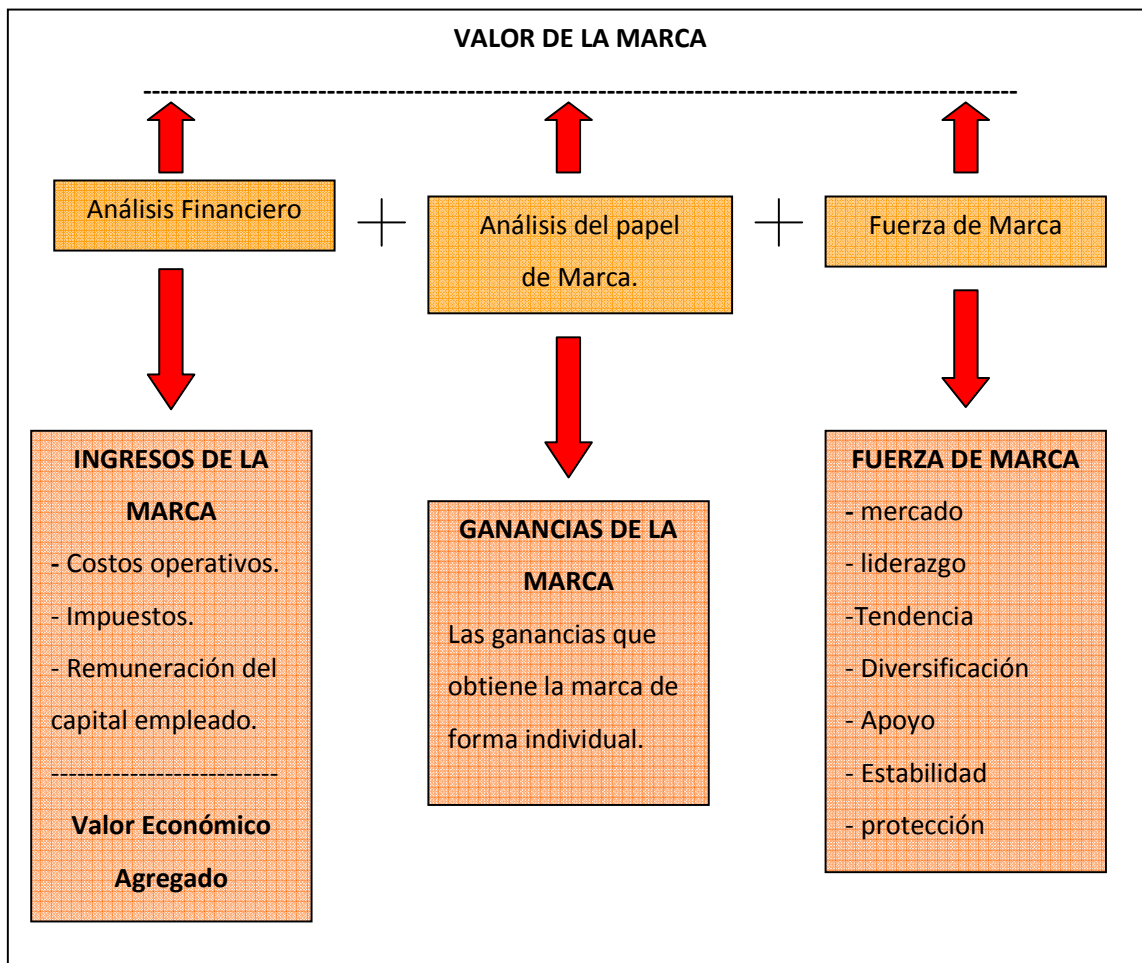 VALOR DE LA MARCA
Análisis Financiero
+
Análisis del papel
de Marca.
+
Fuerza de Marca
INGRESOS DE LA
MARCA
- Costos operativos.
- Impuestos.
- Remuneración del
capital empleado.
--------------------------
Valor Económico
Agregado
GANANCIAS DE LA
MARCA
Las ganancias que
obtiene la marca de
forma individual.
FUERZA DE MARCA
- mercado
- liderazgo
-Tendencia
- Diversificación
- Apoyo
- Estabilidad
- protección